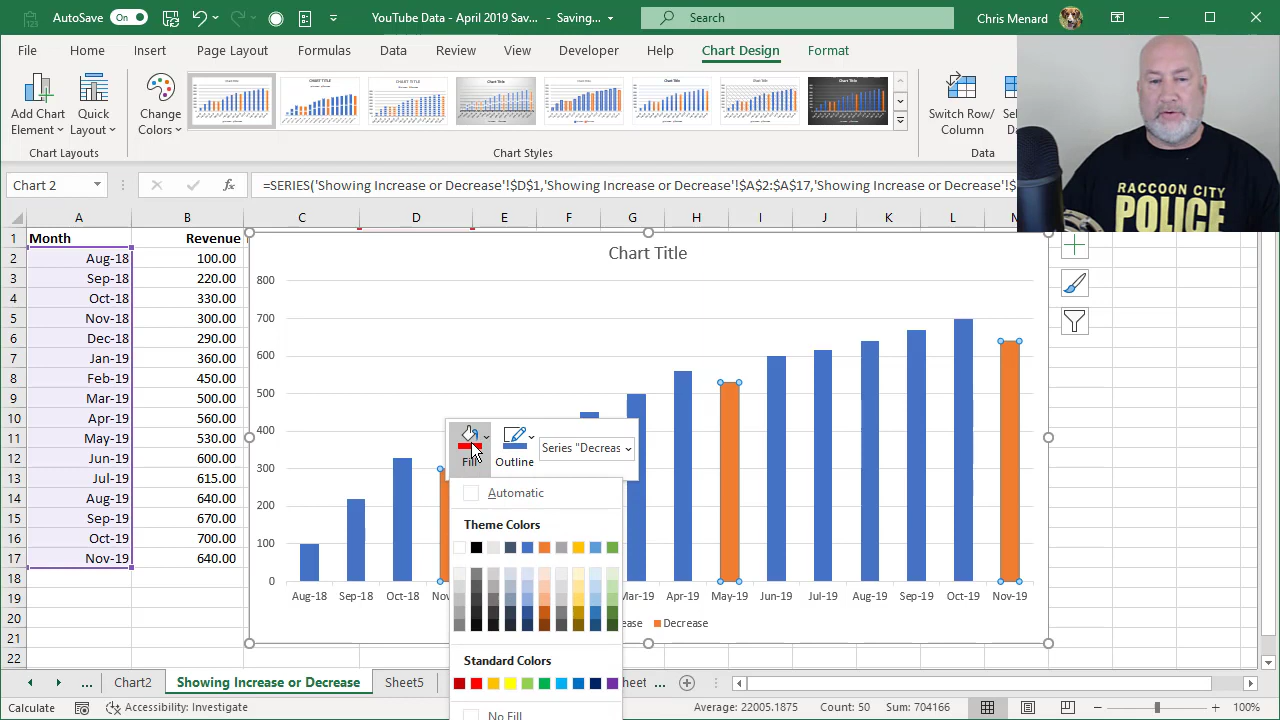 AutoSave On YouTube Data - April 2019 Sav... - Saving... Search Chris Menard
File Home Insert Page Layout Formulas Data Review View Developer Help Chart Design Format
Add Chart Element Quick Layout Change Colors Switch Row/Column
Chart Layouts Chart Styles Data
Chart 2 fx =SERIES('Showing Increase or Decrease'!$D$1,'Showing Increase or Decrease'!$A$2:$A$17,'Showing Increase or Decrease'!$
RACCOON CITY
POLICE
A B C D E F G H I J K L
1 Month Revenue
2 Aug-18 100.00
3 Sep-18 220.00
4 Oct-18 330.00
5 Nov-18 300.00
6 Dec-18 290.00
7 Jan-19 360.00
8 Feb-19 450.00
9 Mar-19 500.00
10 Apr-19 560.00
11 May-19 530.00
12 Jun-19 600.00
13 Jul-19 615.00
14 Aug-19 640.00
15 Sep-19 670.00
16 Oct-19 700.00
17 Nov-19 640.00
18
19
20
21
22
Chart Title
800
700
600
500
400
300
200
100
0
Aug-18 Sep-18 Oct-18 Mar-19 Apr-19 May-19 Jun-19 Jul-19 Aug-19 Sep-19 Oct-19 Nov-19
Decrease
Fill Outline Series "Decreas
Automatic
Theme Colors
Standard Colors
No Fill
... Chart2 Showing Increase or Decrease Sheet5 ...
Calculate Accessibility: Investigate Average: 22005.1875 Count: 50 Sum: 704166 100%